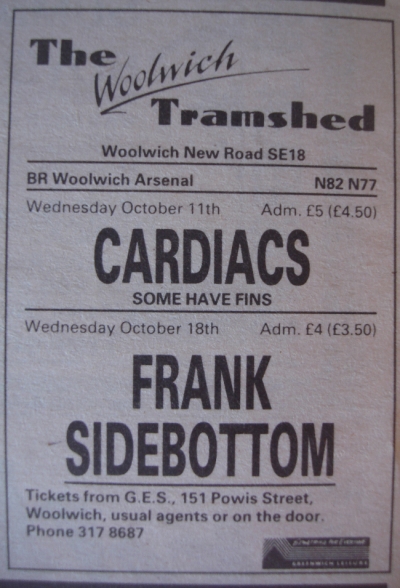 The
Woolwich
Tramshed
Woolwich New Road SE18
BR Woolwich Arsenal N82 N77
Wednesday October 11th Adm. £5 (£4.50)
CARDIACS
SOME HAVE FINS
Wednesday October 18th Adm. £4 (£3.50)
FRANK
SIDEBOTTOM
Tickets from G.E.S., 151 Powis Street,
Woolwich, usual agents or on the door.
Phone 317 8687
GREENWICH LEISURE